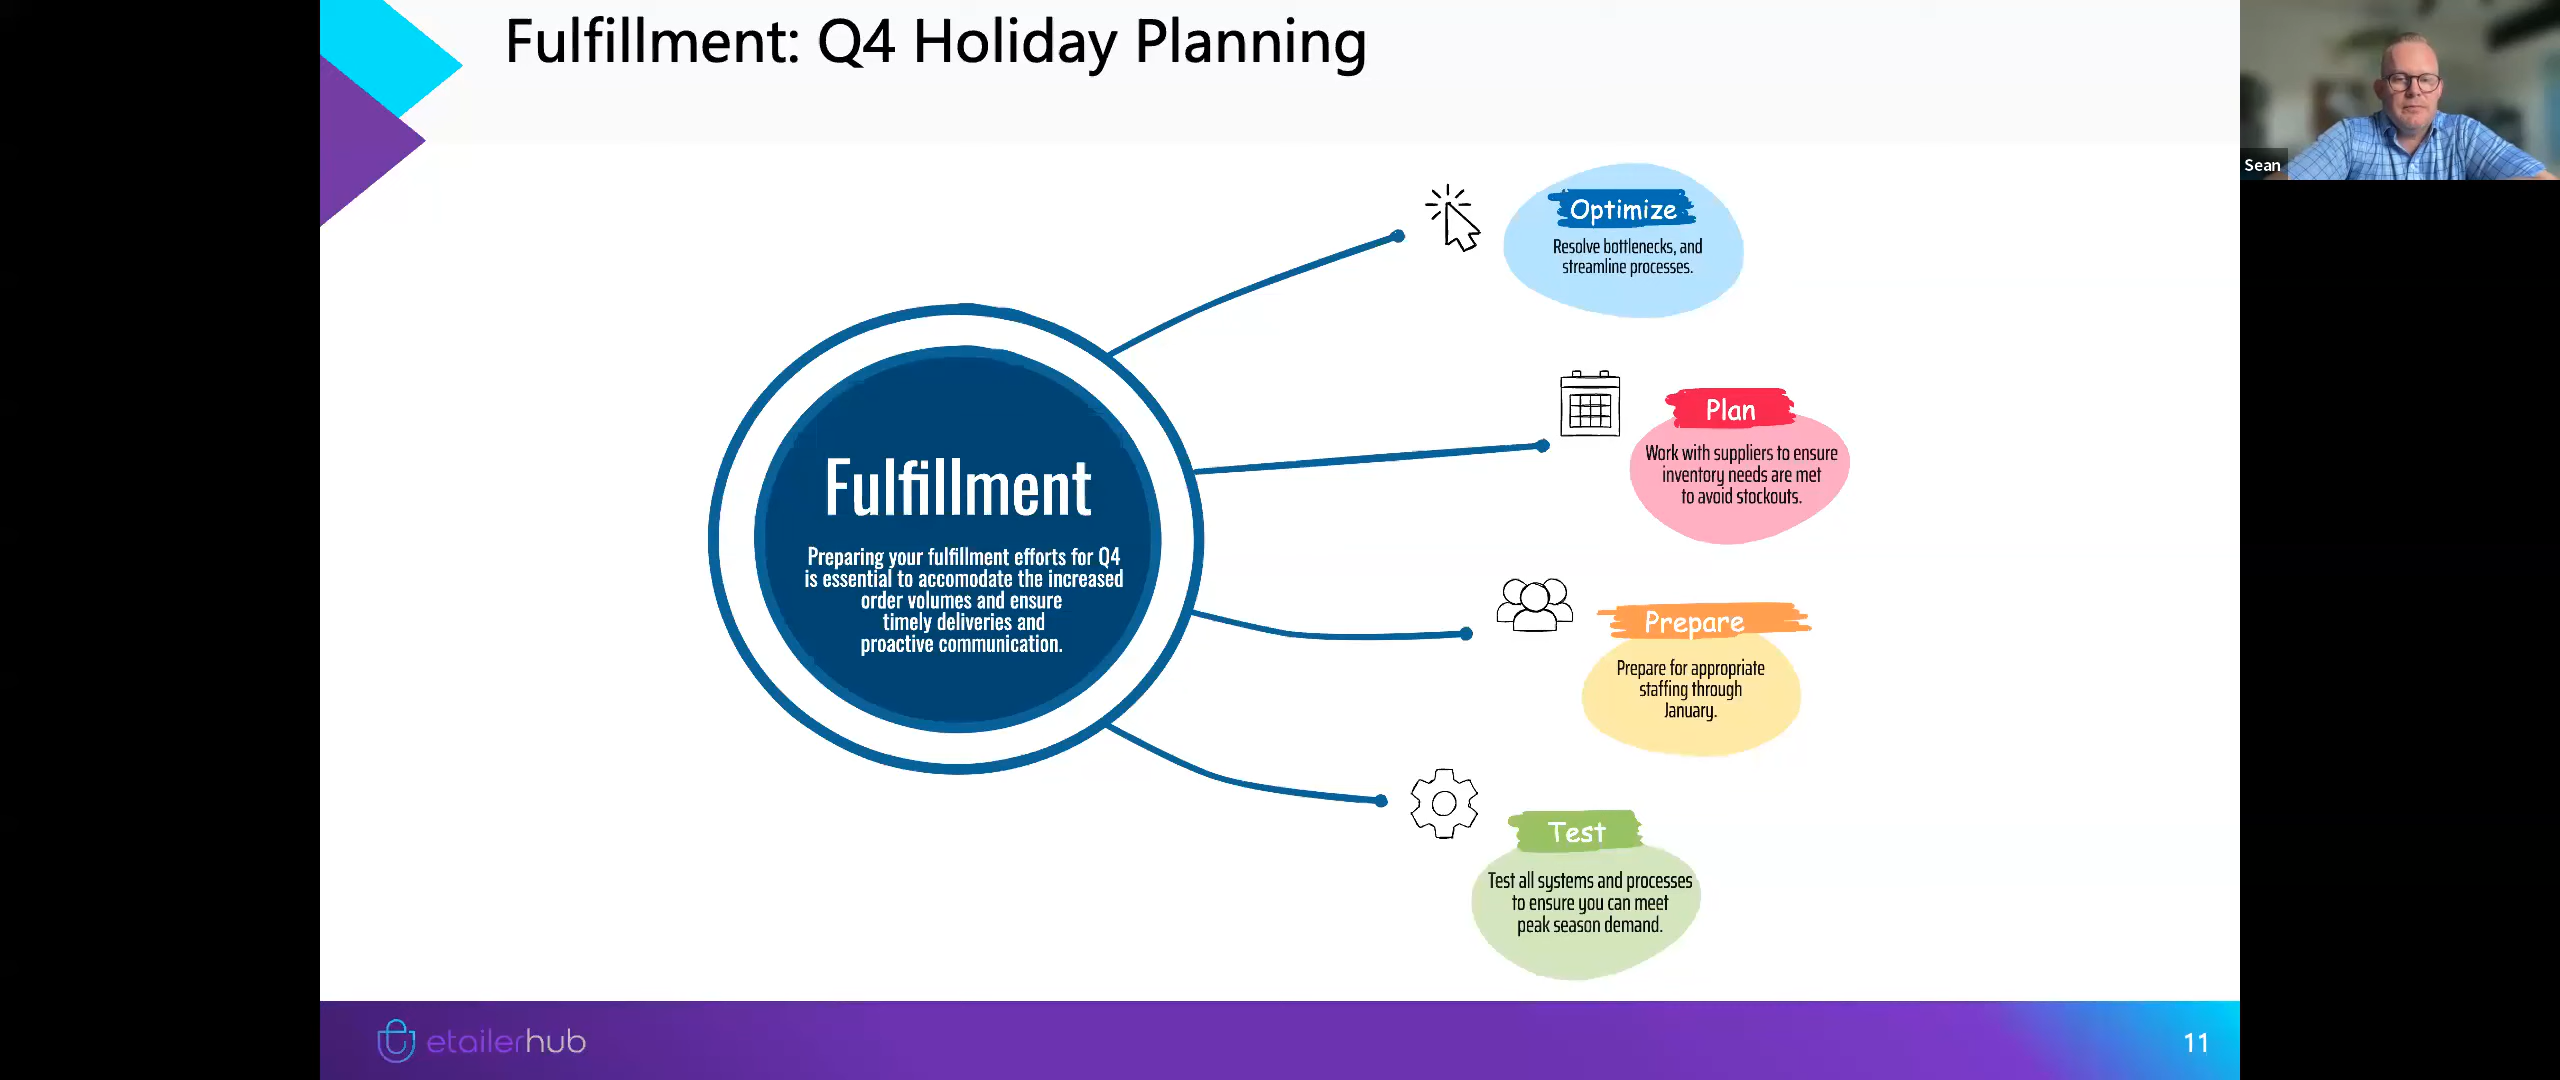 Fulfillment: Q4 Holiday Planning
Sean
Optimize
Resolve bottlenecks, and
streamline processes.
Plan
Work with suppliers to ensure
inventory needs are met
to avoid stockouts.
Fulfillment
Preparing your fulfillment efforts for Q4
is essential to accomodate the increased
order volumes and ensure
timely deliveries and
proactive communication.
Prepare
Prepare for appropriate
staffing through
January.
Test
Test all systems and processes
to ensure you can meet
peak season demand.
etailerhub
11